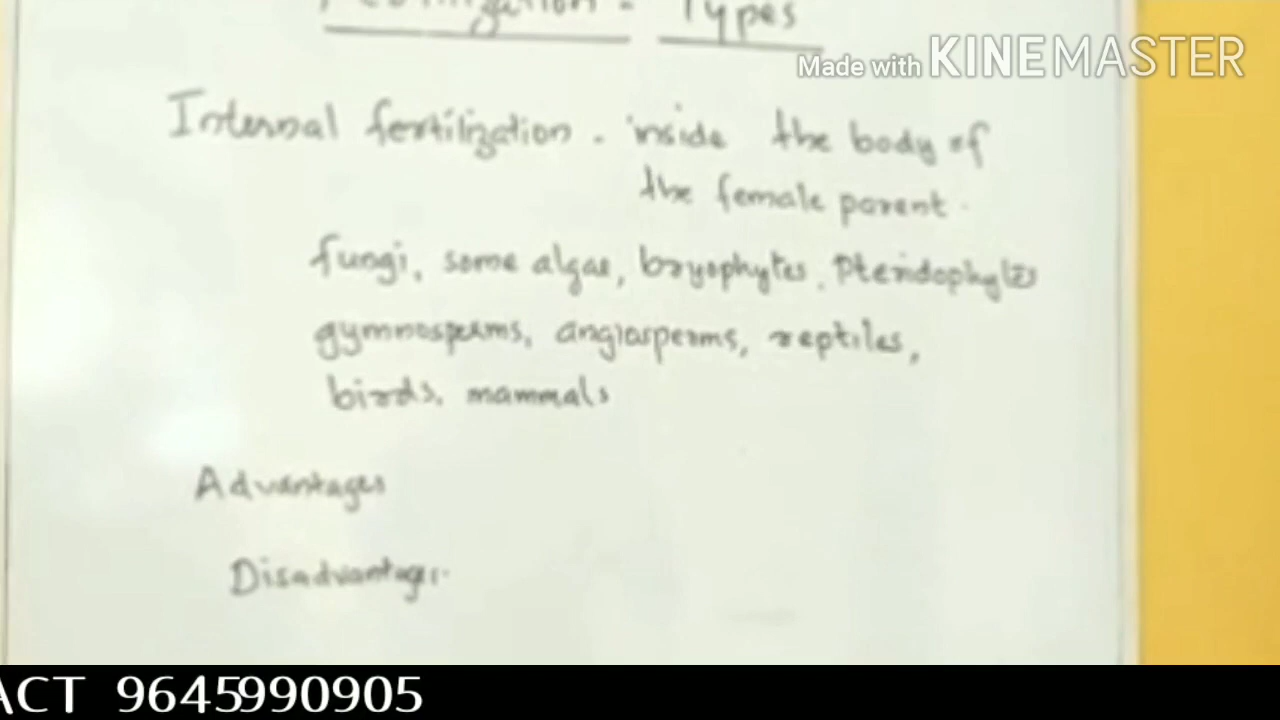 Types
Made with KINEMASTER
Internal fertilization - inside the body of
the female parent.
fungi, some algae, bryophytes, Pteridophytes
gymnosperms, angiosperms, reptiles,
birds, mammals
Advantages
Disadvantages.
ACT 9645990905